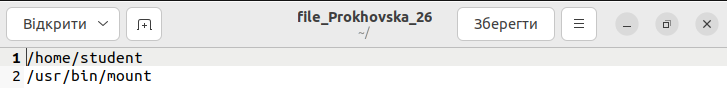 Відкрити
file_Prokhovska_26
~/
Зберегти
1 /home/student
2 /usr/bin/mount